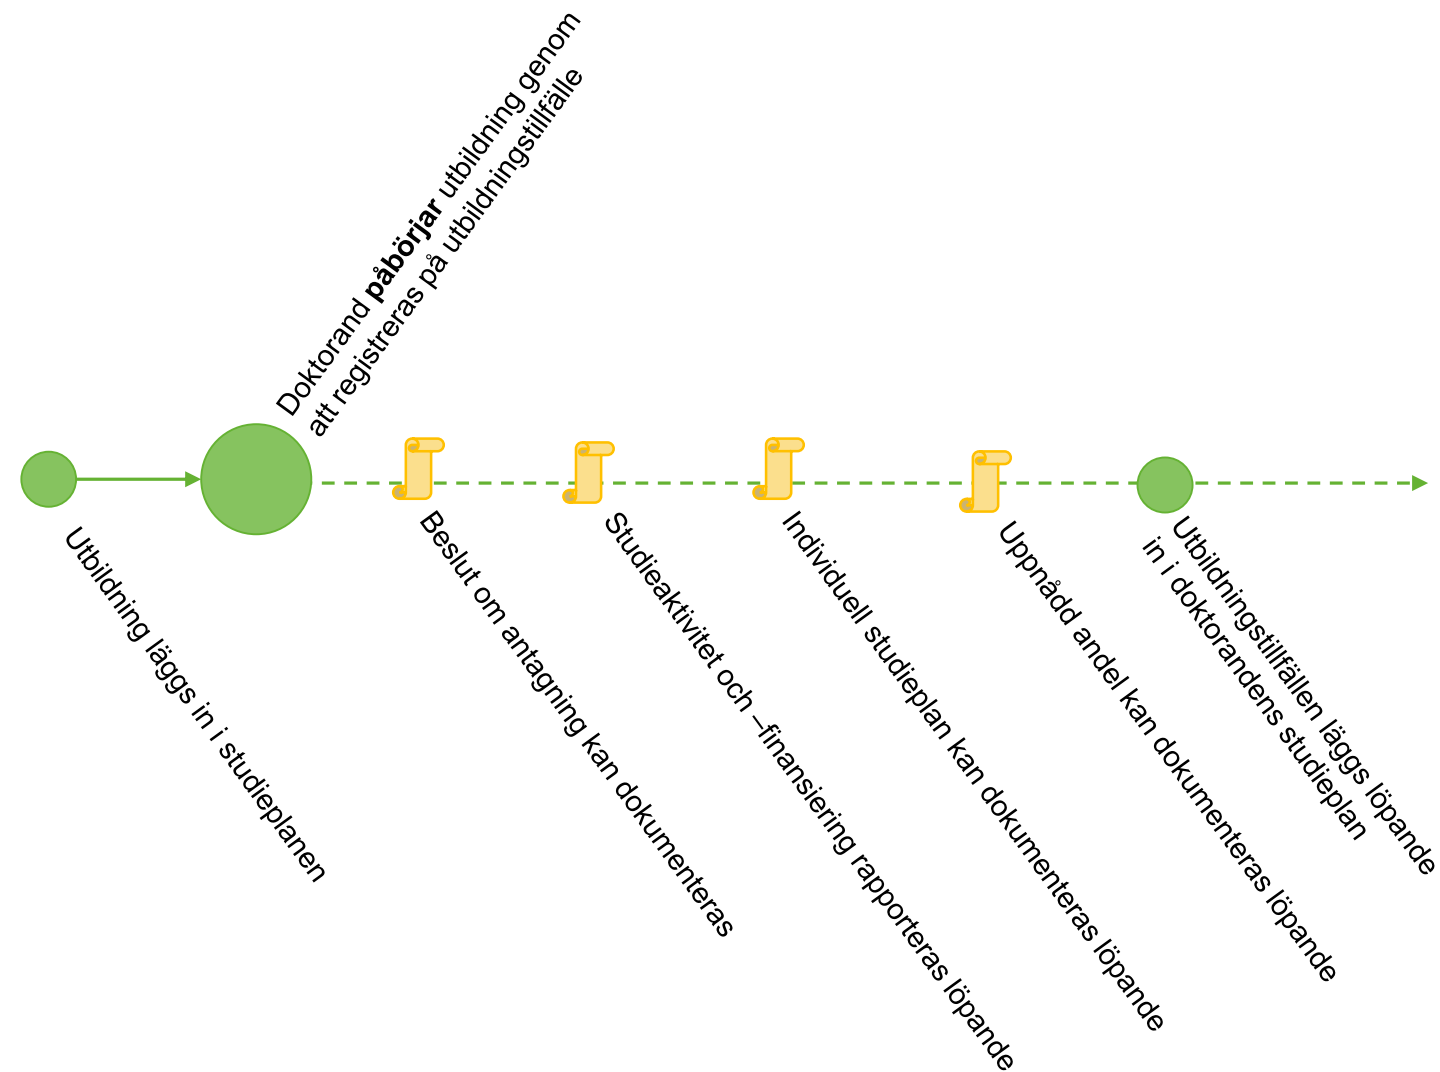 Doktorand påbörjar utbildning genom
att registreras på utbildningstillfälle
Utbildning läggs in i studieplanen
Beslut om antagning kan dokumenteras
Studieaktivitet och –finansiering rapporteras löpande
Individuell studieplan kan dokumenteras löpande
Uppnådd andel kan dokumenteras löpande
Utbildningstillfällen läggs löpande
in i doktorandens studieplan